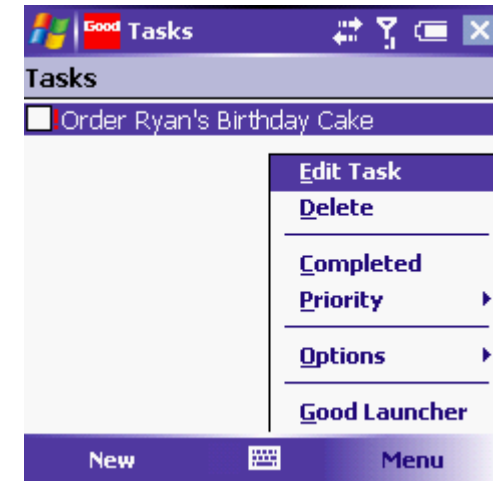 Good Tasks
Tasks
Order Ryan's Birthday Cake
Edit Task
Delete
Completed
Priority
Options
Good Launcher
New Menu